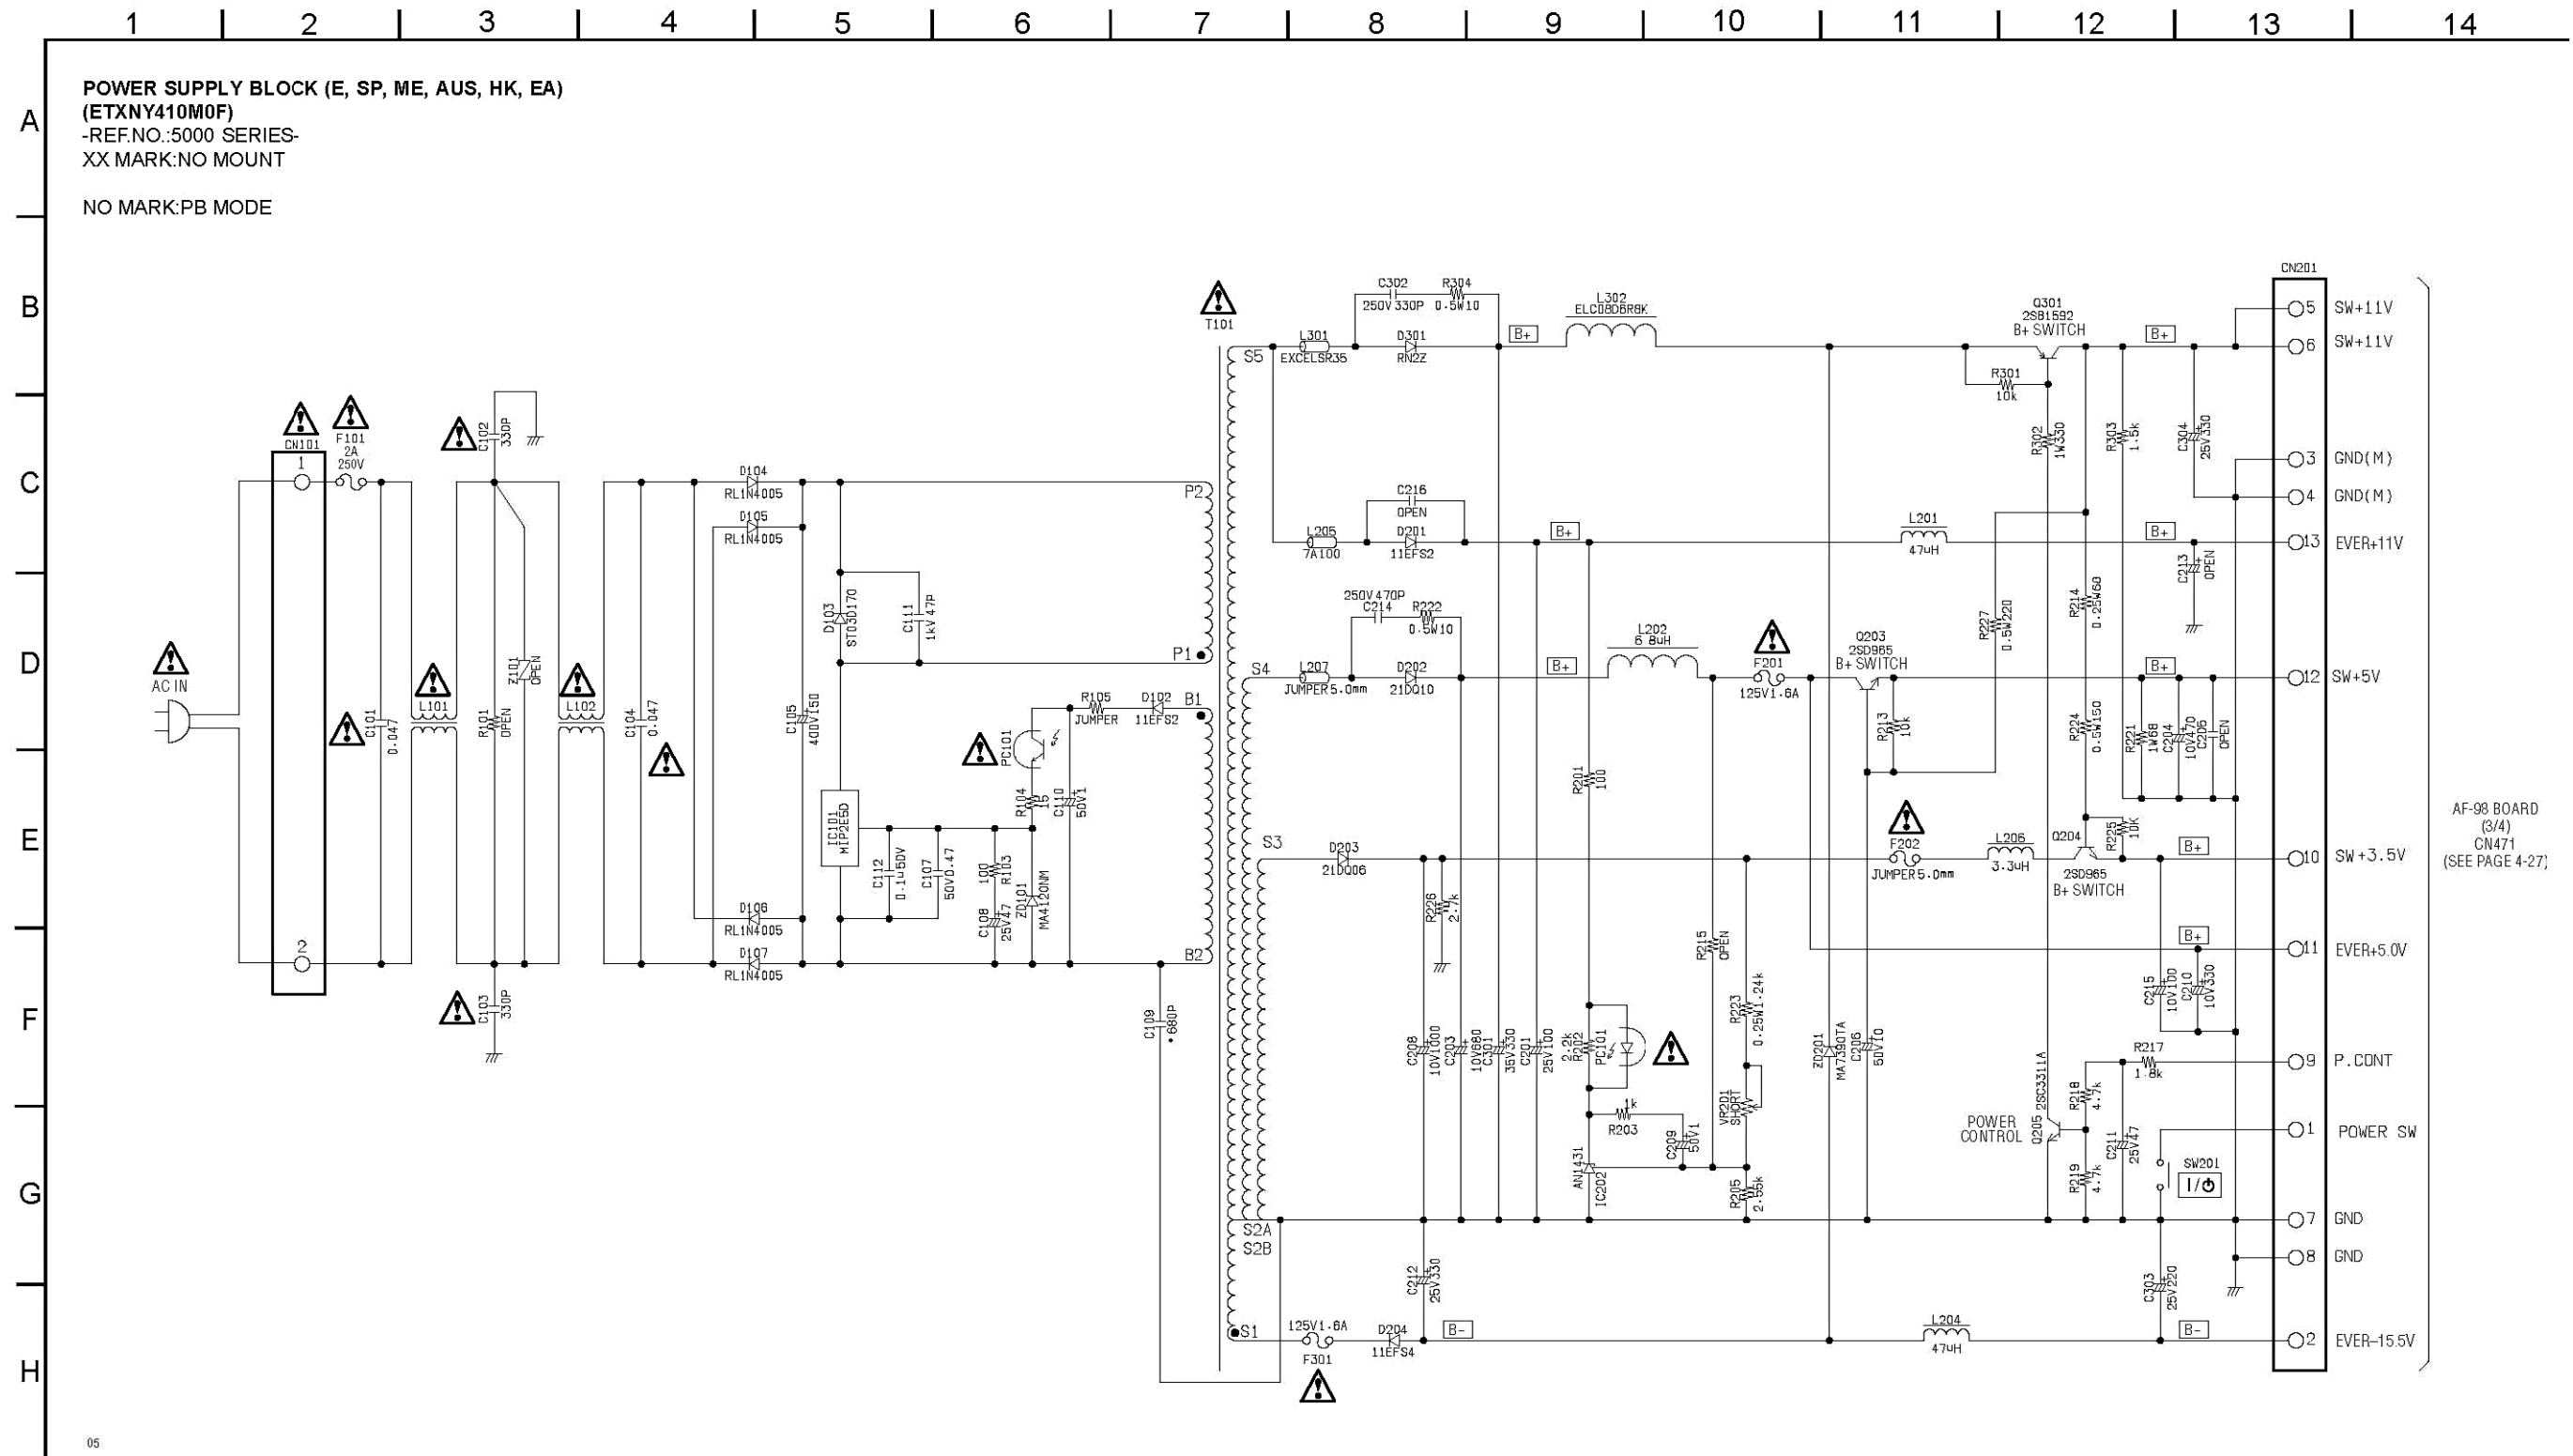 1 2 3 4 5 6 7 8 9 10 11 12 13 14
A
B
C
D
E
F
G
H
POWER SUPPLY BLOCK (E, SP, ME, AUS, HK, EA)
(ETXNY410M0F)
-REF.NO.:5000 SERIES-
XX MARK:NO MOUNT
NO MARK:PB MODE
AC IN
CN101
1
2
F101
2A
250V
C101
0.047
L101
C102
330P
R101
OPEN
Z101
OPEN
C103
330P
L102
C104
0.047
D104
RL1N4005
D105
RL1N4005
D106
RL1N4005
D107
RL1N4005
C105
400V150
D103
ST03D170
C111
1kV 47P
IC101
MIP2E5D
C112
0.1u50V
C107
50V0.47
100
R103
C108
25V47
ZD101
MA4120NM
PC101
R104
15
C110
50V1
R105
JUMPER
D102
11EFS2
P2
P1
B1
B2
C109
680P
T101
S5
S4
S3
S2A
S2B
S1
L301
EXCELSR35
C302
250V330P
R304
0.5W10
D301
RN2Z
B+
L302
ELC08D6R8K
Q301
2SB1592
B+ SWITCH
B+
R301
10k
R302
1W330
R303
1.5k
C304
25V330
L205
7A100
C216
OPEN
D201
11EFS2
B+
L201
47uH
B+
C213
OPEN
250V470P
C214
R222
0.5W10
L207
JUMPER5.0mm
D202
21DQ10
B+
L202
6.8uH
F201
125V1.6A
Q203
2SD965
B+ SWITCH
R213
10k
R227
0.5W220
R214
0.25W68
R224
0.5W150
B+
R221
1W68
C204
10V470
C205
OPEN
R201
100
D203
21DQ06
R226
2.7k
F202
JUMPER5.0mm
L206
3.3uH
Q204
2SD965
B+ SWITCH
R225
10K
B+
B+
C215
10V100
C210
10V330
R215
OPEN
R223
0.25W1.24k
C208
10V1000
C203
10V680
C301
35V330
C201
25V100
2.2k
R202
PC101
VR201
SHORT
1k
R203
C209
50V1
AN1431
IC202
R205
2.55k
ZD201
MA7390TA
C206
50V10
POWER
CONTROL
Q205 2SC3311A
R217
1.8k
R218
4.7k
R219
4.7k
C211
25V47
SW201
I/⏻
C212
25V330
C303
25V220
125V1.6A
F301
D204
11EFS4
B-
L204
47uH
B-
CN201
5 SW+11V
6 SW+11V
3 GND(M)
4 GND(M)
13 EVER+11V
12 SW+5V
10 SW+3.5V
11 EVER+5.0V
9 P.CONT
1 POWER SW
7 GND
8 GND
2 EVER-15.5V
AF-98 BOARD
(3/4)
CN471
(SEE PAGE 4-27)
05